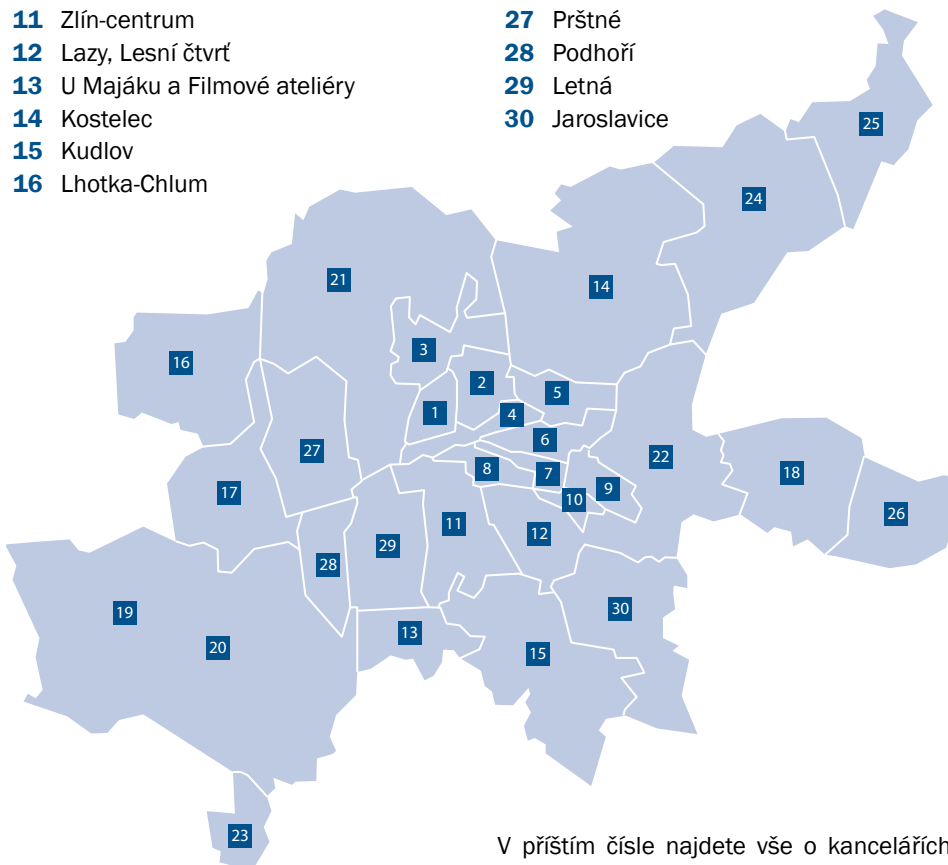 11 Zlín-centrum
12 Lazy, Lesní čtvrť
13 U Majáku a Filmové ateliéry
14 Kostelec
15 Kudlov
16 Lhotka-Chlum
27 Prštné
28 Podhoří
29 Letná
30 Jaroslavice
25
24
21
14
3
16
2
5
1
4
6
27
22
8
7
18
17
9
10
26
11
12
29
28
19
30
13
20
15
23
V příštím čísle najdete vše o kancelářích